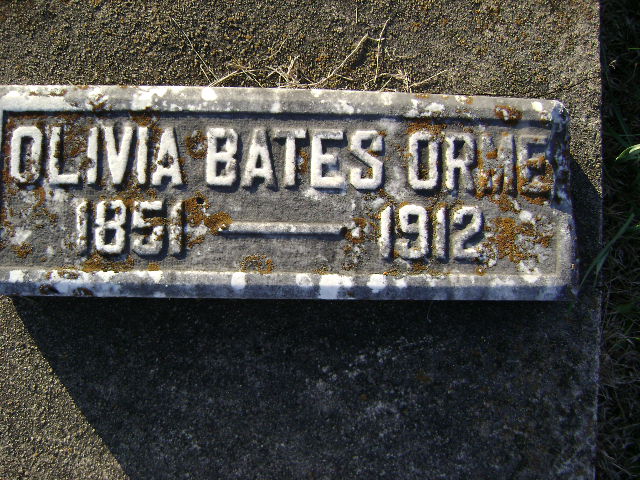 OLIVIA BATES ORME
1851 — 1912